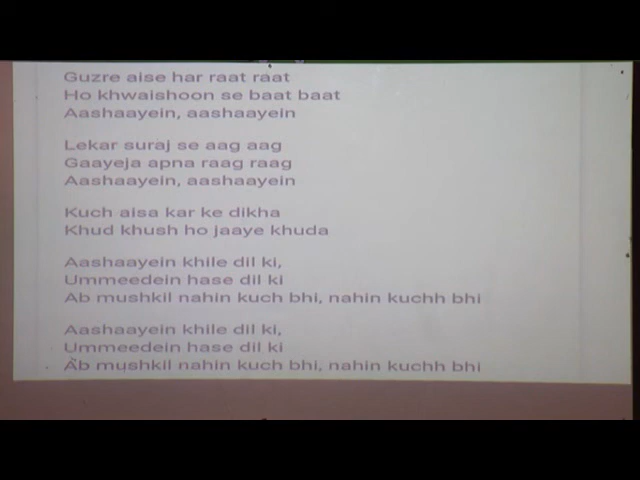 Guzre aise har raat raat
Ho khwaishoon se baat baat
Aashaayein, aashaayein
Lekar suraj se aag aag
Gaayeja apna raag raag
Aashaayein, aashaayein
Kuch aisa kar ke dikha
Khud khush ho jaaye khuda
Aashaayein khile dil ki,
Ummeedein hase dil ki
Ab mushkil nahin kuch bhi, nahin kuchh bhi
Aashaayein khile dil ki,
Ummeedein hase dil ki
Ab mushkil nahin kuch bhi, nahin kuchh bhi